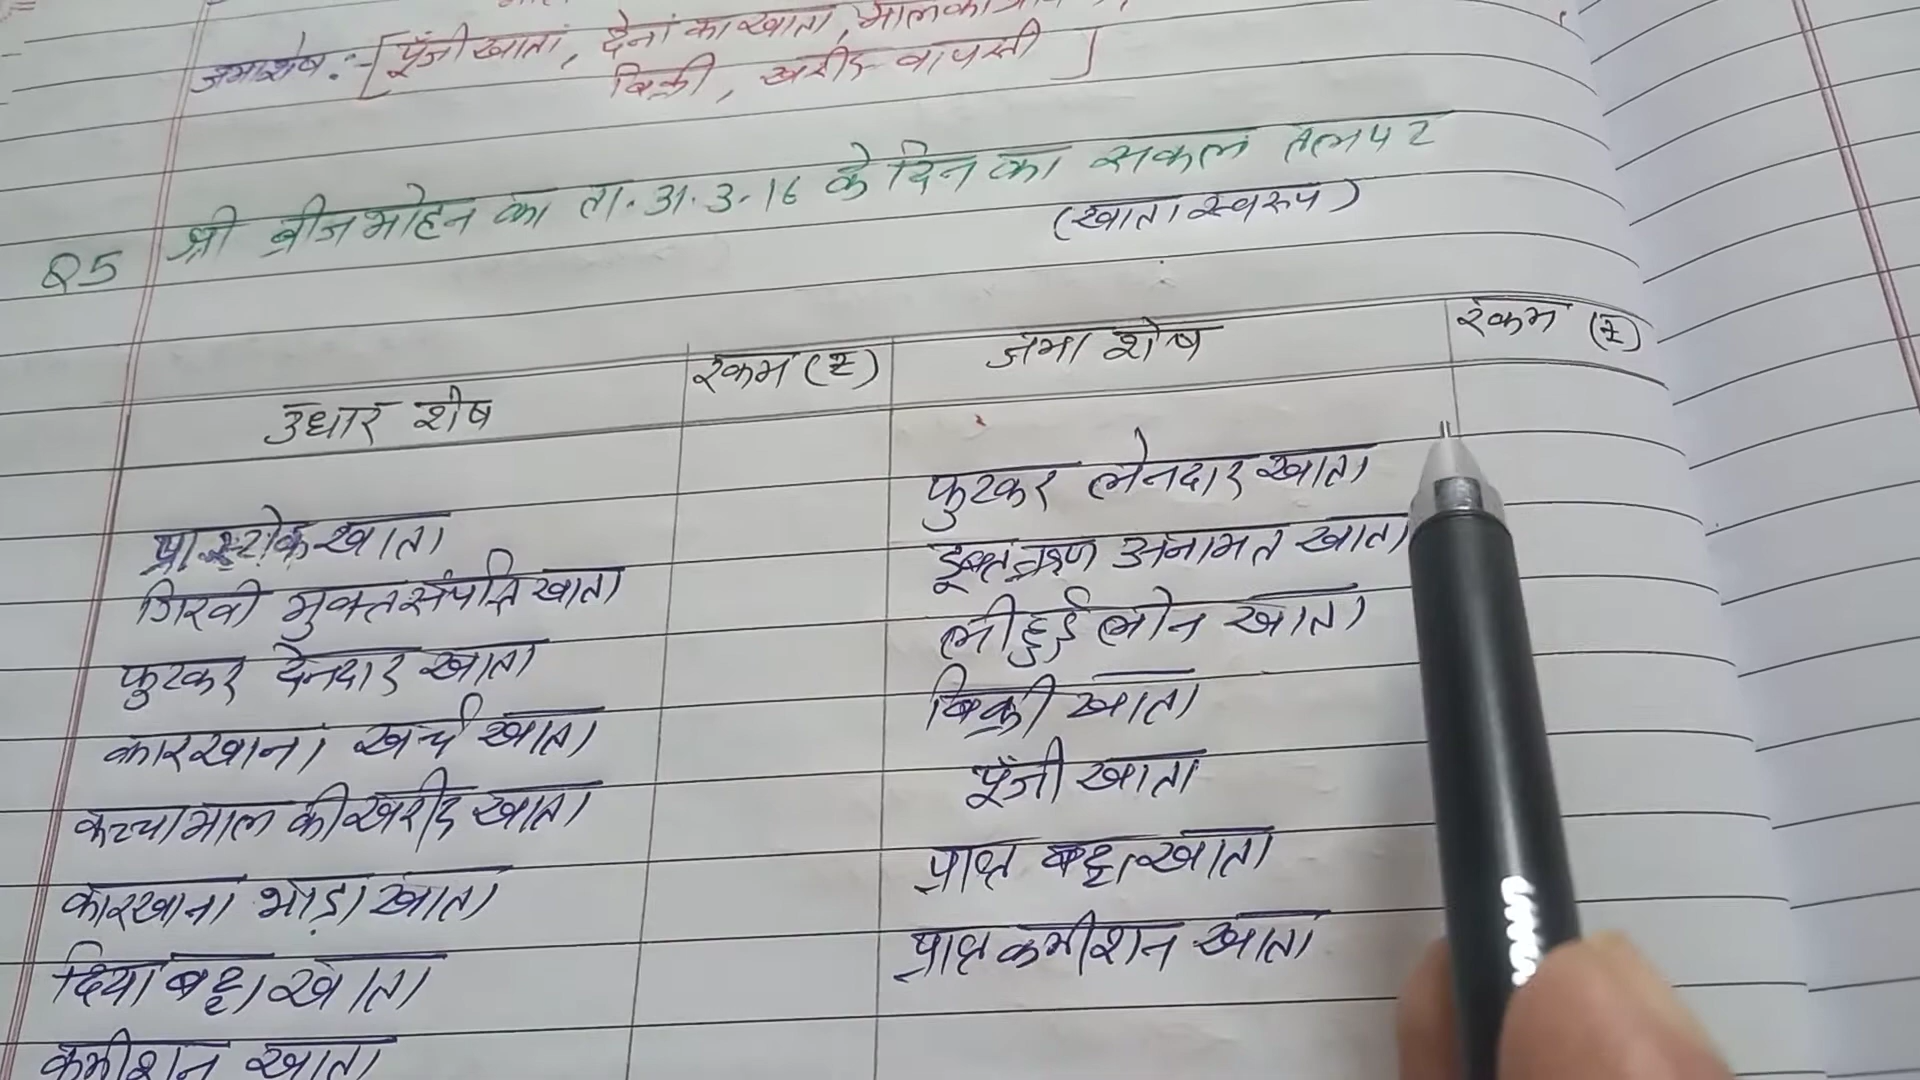 जमाशेष :- [पूँजी खाता, देना का खाता, मालका
बिक्री, खरीद वापसी]
Q5 श्री ब्रीजमोहन का ता. 31.3.16 के दिन का सकल तलपट
(खाता स्वरूप)
उधार शेष रकम (₹) जमा शेष रकम (₹)
प्रा. स्टोक खाता फुटकर लेनदार खाता
गिरवी मुक्त संपत्ति खाता डूबत ऋण अनामत खाता
फुटकर देनदार खाता ली हुई लोन खाता
कारखाना खर्च खाता बिक्री खाता
कच्चा माल की खरीद खाता पूँजी खाता
कारखाना भाड़ा खाता प्राप्त बट्टा खाता
दिया बट्टा खाता प्राप्त कमीशन खाता
कमीशन खाता